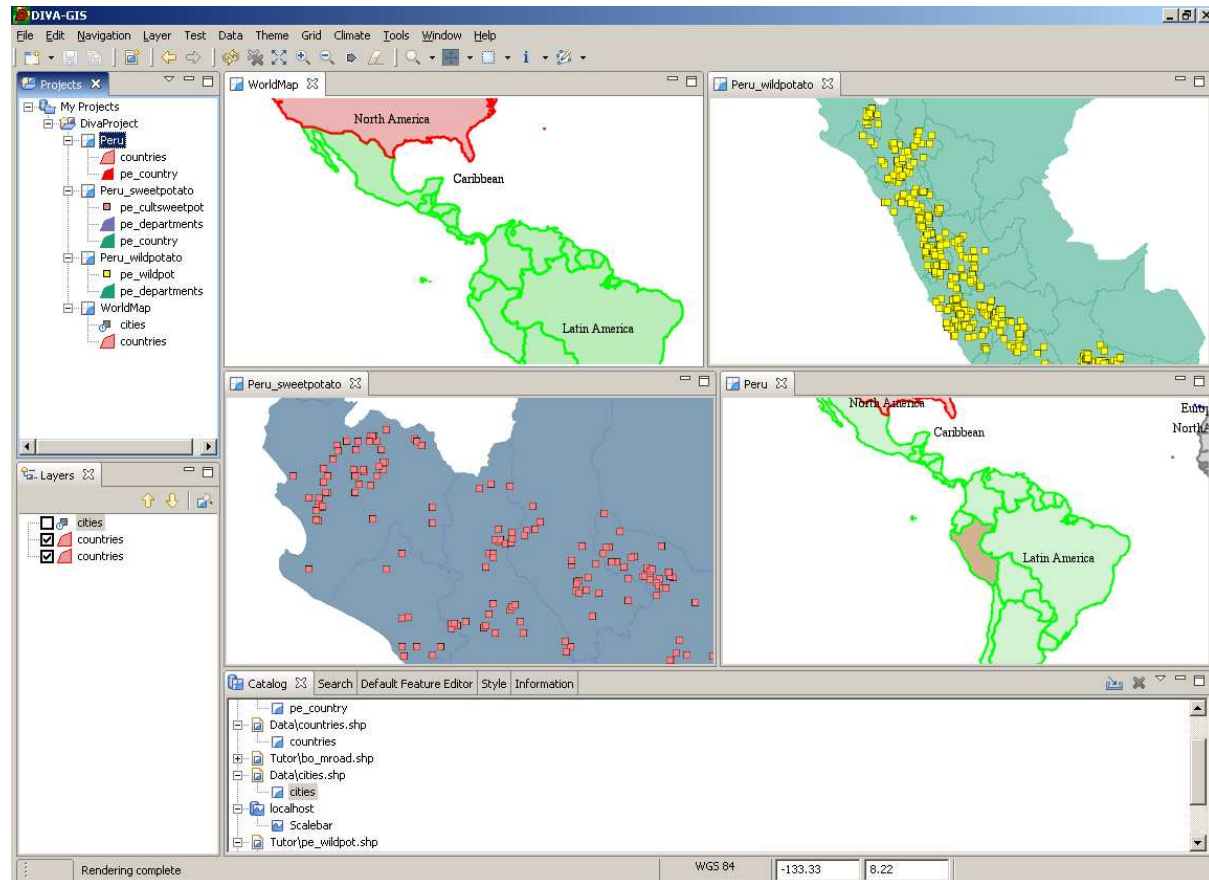 DIVA-GIS
File Edit Navigation Layer Test Data Theme Grid Climate Tools Window Help
Projects
My Projects
DivaProject
Peru
countries
pe_country
Peru_sweetpotato
pe_cultsweetpot
pe_departments
pe_country
Peru_wildpotato
pe_wildpot
pe_departments
WorldMap
cities
countries
Layers
cities
countries
countries
WorldMap
North America
Caribbean
Latin America
Peru_wildpotato
Peru_sweetpotato
Peru
North America
Caribbean
Latin America
Catalog Search Default Feature Editor Style Information
pe_country
Data\countries.shp
countries
Tutor\bo_mroad.shp
Data\cities.shp
cities
localhost
Scalebar
Tutor\pe_wildpot.shp
Rendering complete WGS 84 -133.33 8.22